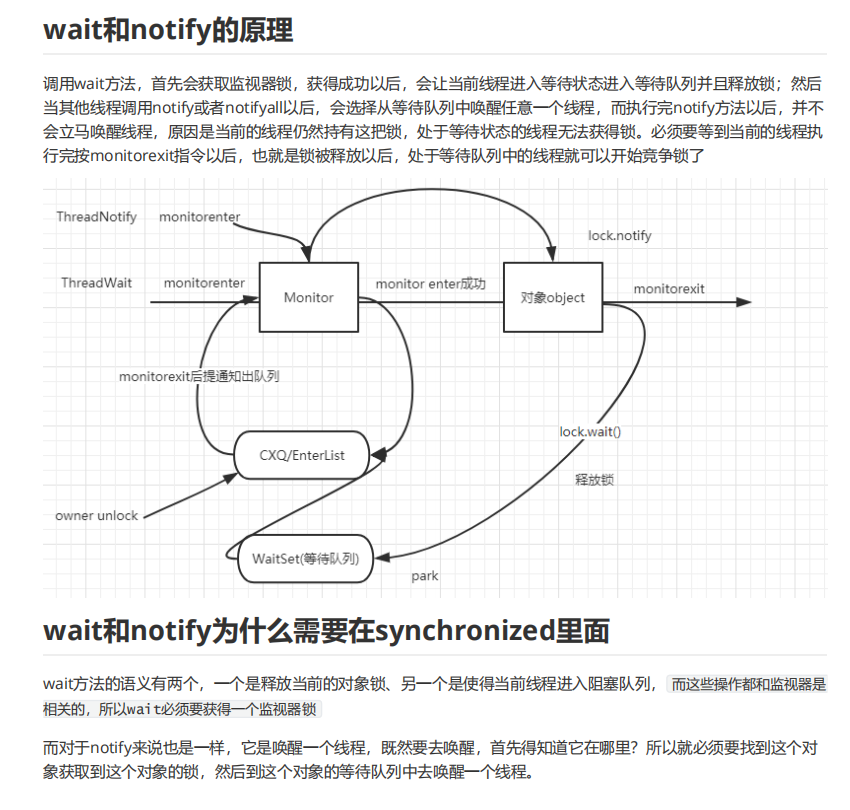 wait和notify的原理
调用wait方法，首先会获取监视器锁，获得成功以后，会让当前线程进入等待状态进入等待队列并且释放锁；然后
当其他线程调用notify或者notifyall以后，会选择从等待队列中唤醒任意一个线程，而执行完notify方法以后，并不
会立马唤醒线程，原因是当前的线程仍然持有这把锁，处于等待状态的线程无法获得锁。必须要等到当前的线程执
行完按monitorexit指令以后，也就是锁被释放以后，处于等待队列中的线程就可以开始竞争锁了
ThreadNotify monitorenter
lock.notify
ThreadWait monitorenter
Monitor
monitor enter成功
对象object
monitorexit
monitorexit后提通知出队列
CXQ/EnterList
lock.wait()
释放锁
owner unlock
WaitSet(等待队列)
park
wait和notify为什么需要在synchronized里面
wait方法的语义有两个，一个是释放当前的对象锁、另一个是使得当前线程进入阻塞队列，而这些操作都和监视器是
相关的，所以wait必须要获得一个监视器锁
而对于notify来说也是一样，它是唤醒一个线程，既然要去唤醒，首先得知道它在哪里？所以就必须要找到这个对
象获取到这个对象的锁，然后到这个对象的等待队列中去唤醒一个线程。